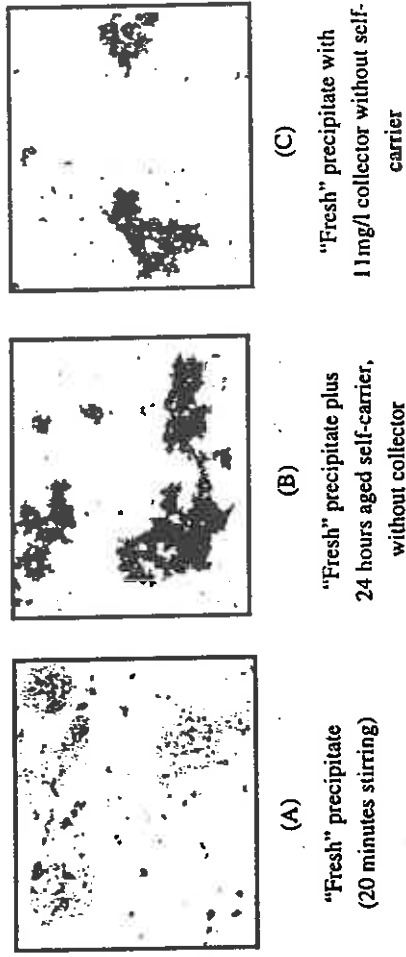 (A)
"Fresh" precipitate
(20 minutes stirring)
(B)
"Fresh" precipitate plus
24 hours aged self-carrier,
without collector
(C)
"Fresh" precipitate with
11mg/l collector without self-
carrier